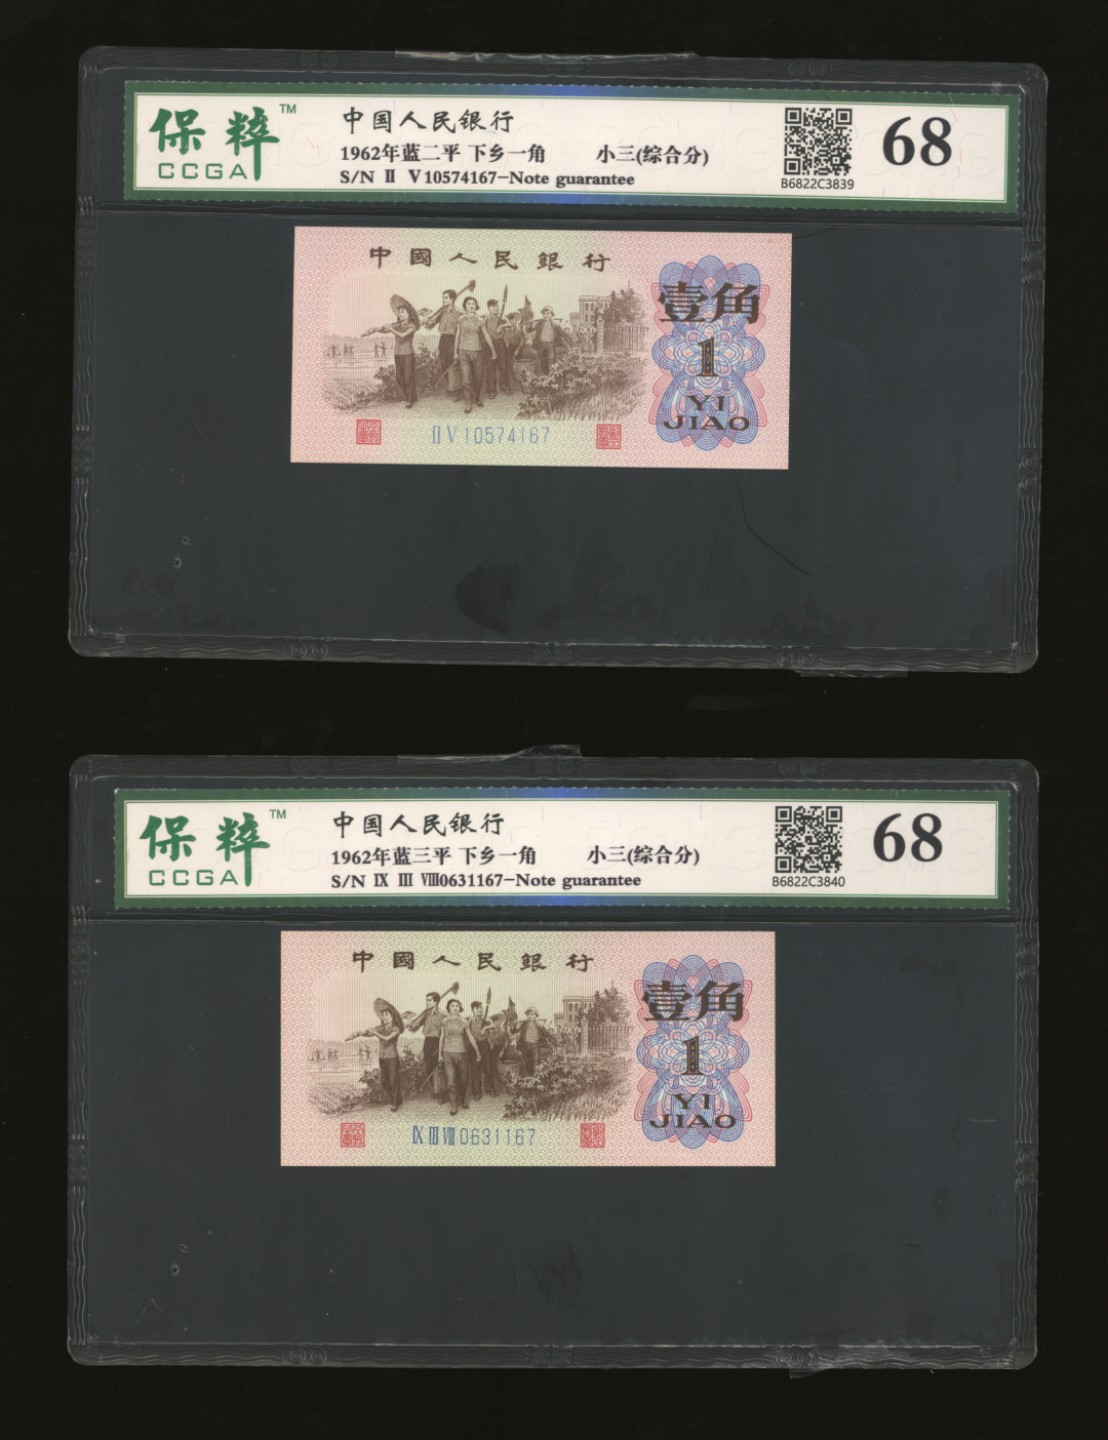 保粹™
CCGA
中国人民银行
1962年蓝二平 下乡一角 小三(综合分)
S/N Ⅱ Ⅴ10574167-Note guarantee
B6822C3839
68
中國人民銀行
壹角
1
YI
JIAO
ⅡⅤ10574167
保粹™
CCGA
中国人民银行
1962年蓝三平 下乡一角 小三(综合分)
S/N Ⅸ Ⅲ Ⅷ0631167-Note guarantee
B6822C3840
68
中國人民銀行
壹角
1
YI
JIAO
ⅨⅢⅧ0631167